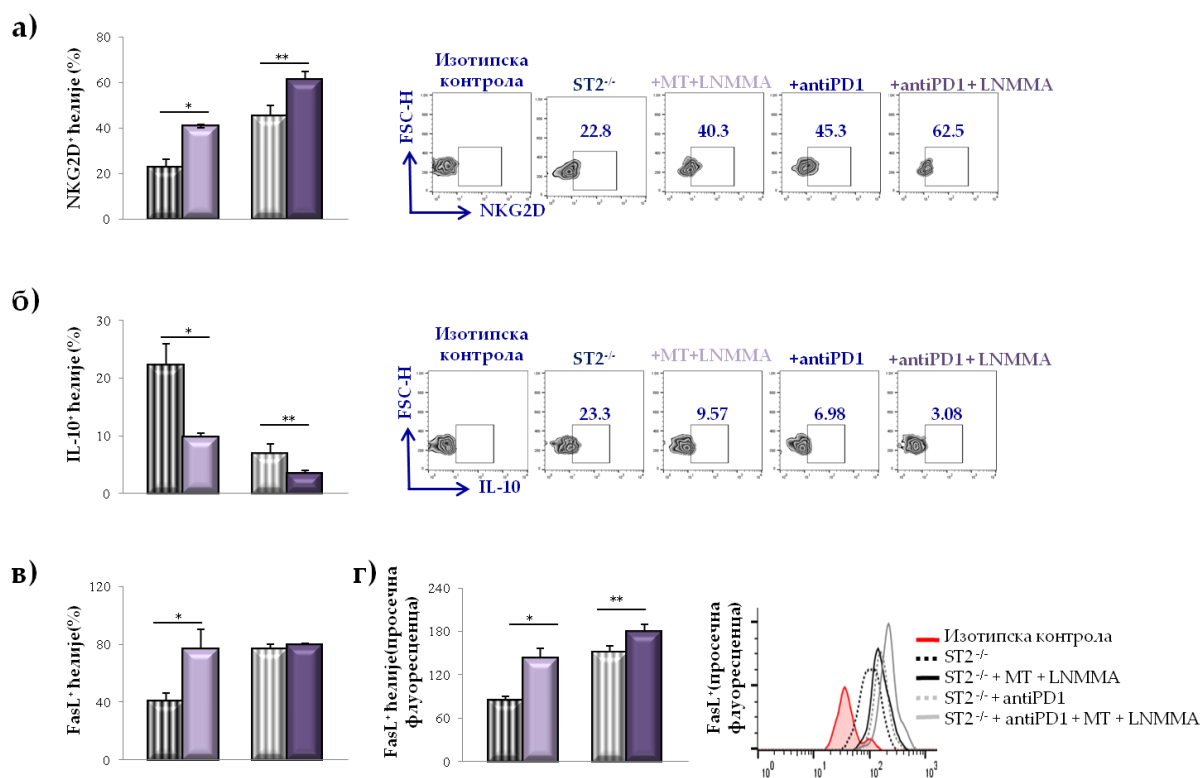 а)
NKG2D⁺ ћелије (%)
80
60
40
20
0
*
**
Изотипска
контрола
ST2⁻/⁻
+MT+LNMMA
+antiPD1
+antiPD1 + LNMMA
FSC-H
22.8
40.3
45.3
62.5
NKG2D
б)
IL-10⁺ ћелије (%)
30
20
10
0
*
**
Изотипска
контрола
ST2⁻/⁻
+MT+LNMMA
+antiPD1
+antiPD1 + LNMMA
FSC-H
23.3
9.57
6.98
3.08
IL-10
в)
FasL⁺ ћелије(%)
120
80
40
0
*
г)
FasL⁺ ћелије(просечна
флуоресценца)
240
180
120
60
0
*
**
FasL⁺(просечна
флуоресценца)
10⁰
10¹
10²
10³
Изотипска контрола
ST2⁻/⁻
ST2⁻/⁻ + MT + LNMMA
ST2⁻/⁻ + antiPD1
ST2⁻/⁻ + antiPD1 + MT + LNMMA